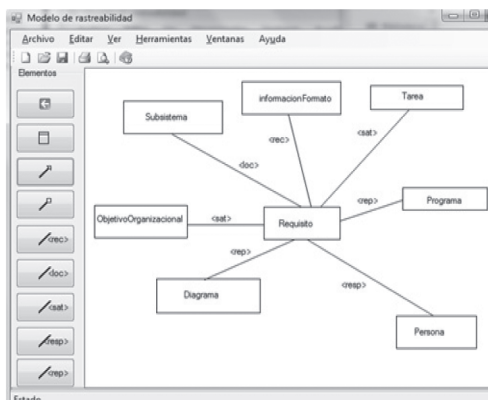 Modelo de rastreabilidad
Archivo Editar Ver Herramientas Ventanas Ayuda
Elementos
<rec>
<doc>
<sat>
<resp>
<rep>
informacionFormato
Tarea
Subsistema
<rec>
<sat>
<doc>
<rep>
Programa
ObjetivoOrganizacional
<sat>
Requisito
<rep>
<resp>
Diagrama
Persona
Estado